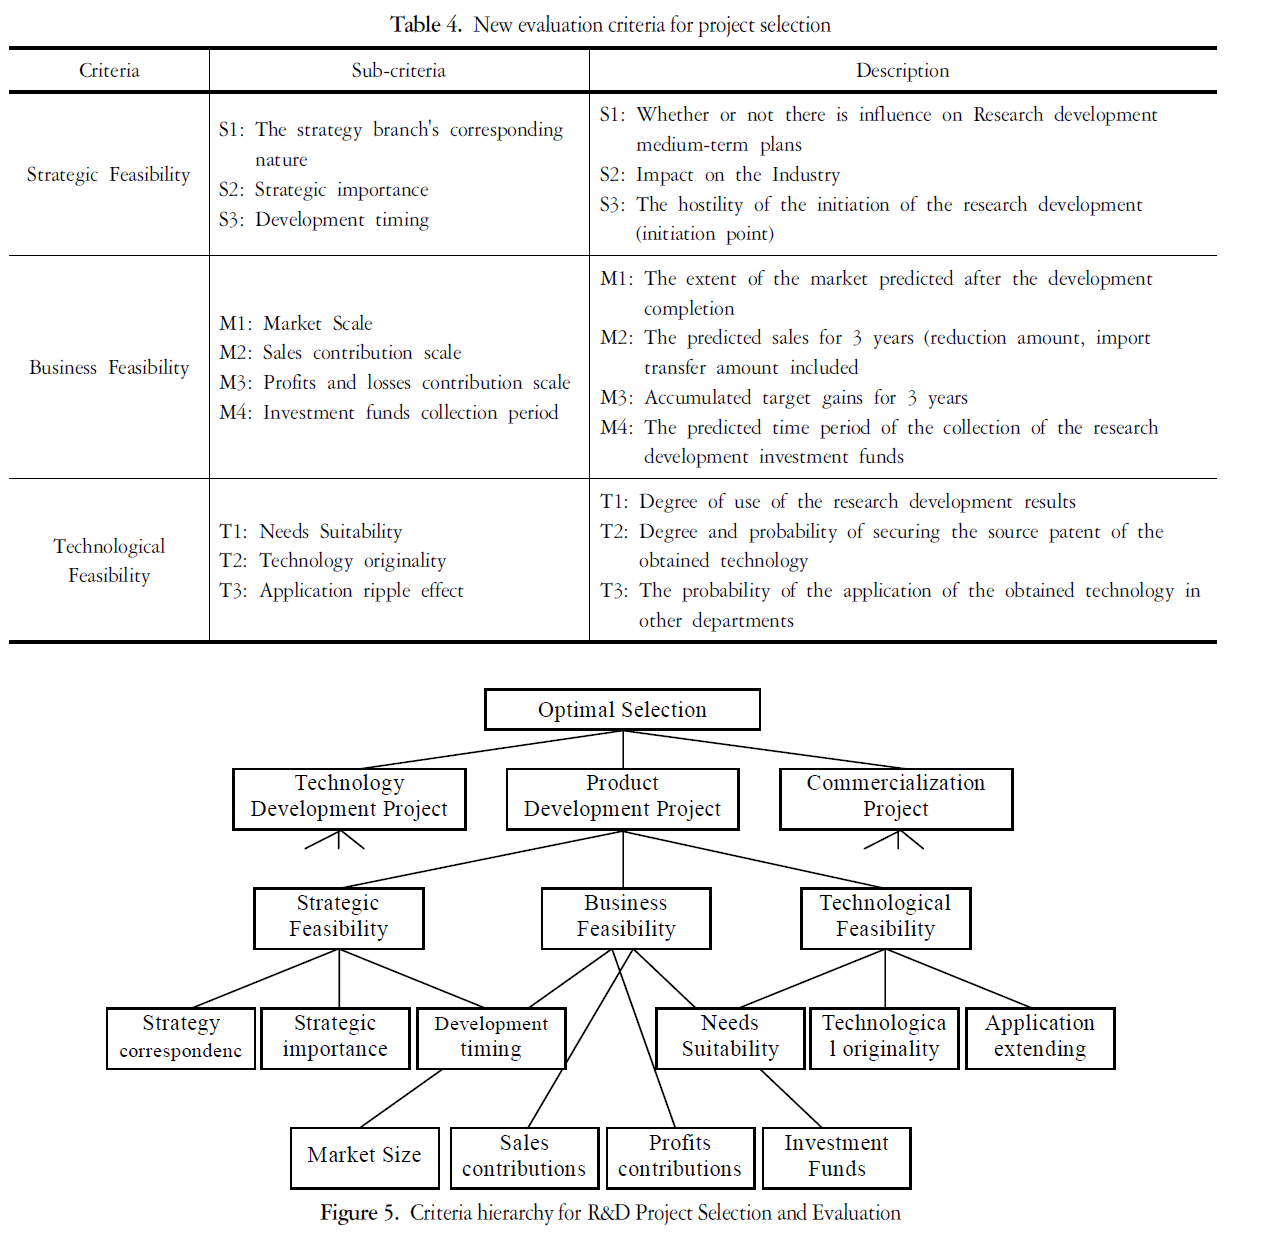 Table 4. New evaluation criteria for project selection
Criteria
Sub-criteria
Description
Strategic Feasibility
S1: The strategy branch's corresponding
nature
S2: Strategic importance
S3: Development timing
S1: Whether or not there is influence on Research development
medium-term plans
S2: Impact on the Industry
S3: The hostility of the initiation of the research development
(initiation point)
Business Feasibility
M1: Market Scale
M2: Sales contribution scale
M3: Profits and losses contribution scale
M4: Investment funds collection period
M1: The extent of the market predicted after the development
completion
M2: The predicted sales for 3 years (reduction amount, import
transfer amount included
M3: Accumulated target gains for 3 years
M4: The predicted time period of the collection of the research
development investment funds
Technological
Feasibility
T1: Needs Suitability
T2: Technology originality
T3: Application ripple effect
T1: Degree of use of the research development results
T2: Degree and probability of securing the source patent of the
obtained technology
T3: The probability of the application of the obtained technology in
other departments
Optimal Selection
Technology
Development Project
Product
Development Project
Commercialization
Project
Strategic
Feasibility
Business
Feasibility
Technological
Feasibility
Strategy
correspondenc
Strategic
importance
Development
timing
Needs
Suitability
Technologica
l originality
Application
extending
Market Size
Sales
contributions
Profits
contributions
Investment
Funds
Figure 5. Criteria hierarchy for R&D Project Selection and Evaluation